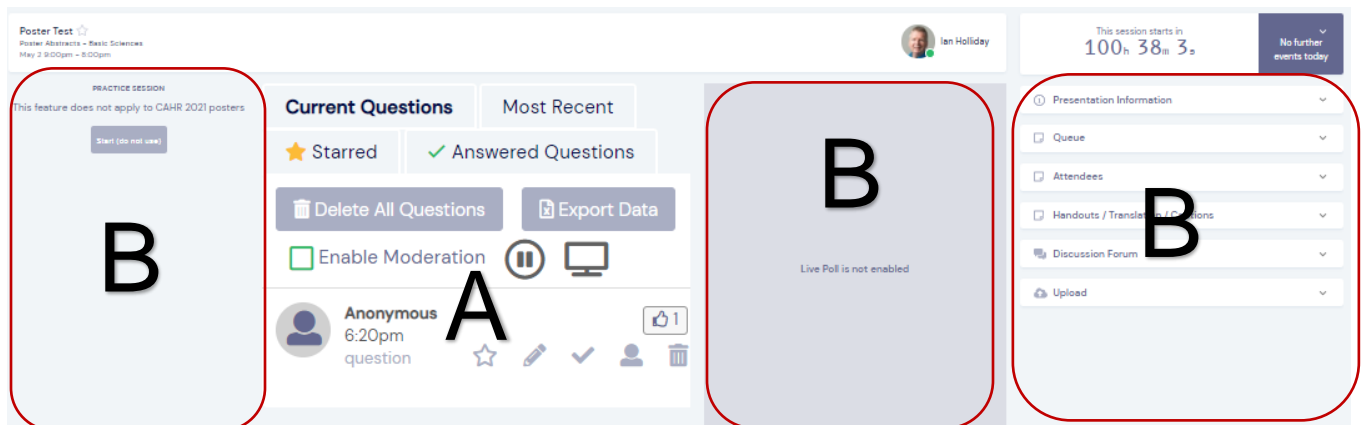 Poster Test
Poster Abstracts - Basic Sciences
May 2 9:00pm - 8:00pm
Ian Holliday
This session starts in
100h 38m 3s
No further
events today
PRACTICE SESSION
This feature does not apply to CAHR 2021 posters
Start (do not use)
B
Current Questions
Most Recent
Starred
Answered Questions
Delete All Questions
Export Data
Enable Moderation
A
Anonymous
6:20pm
question
1
B
Live Poll is not enabled
Presentation Information
Queue
Attendees
Handouts / Translation / Captions
B
Discussion Forum
Upload